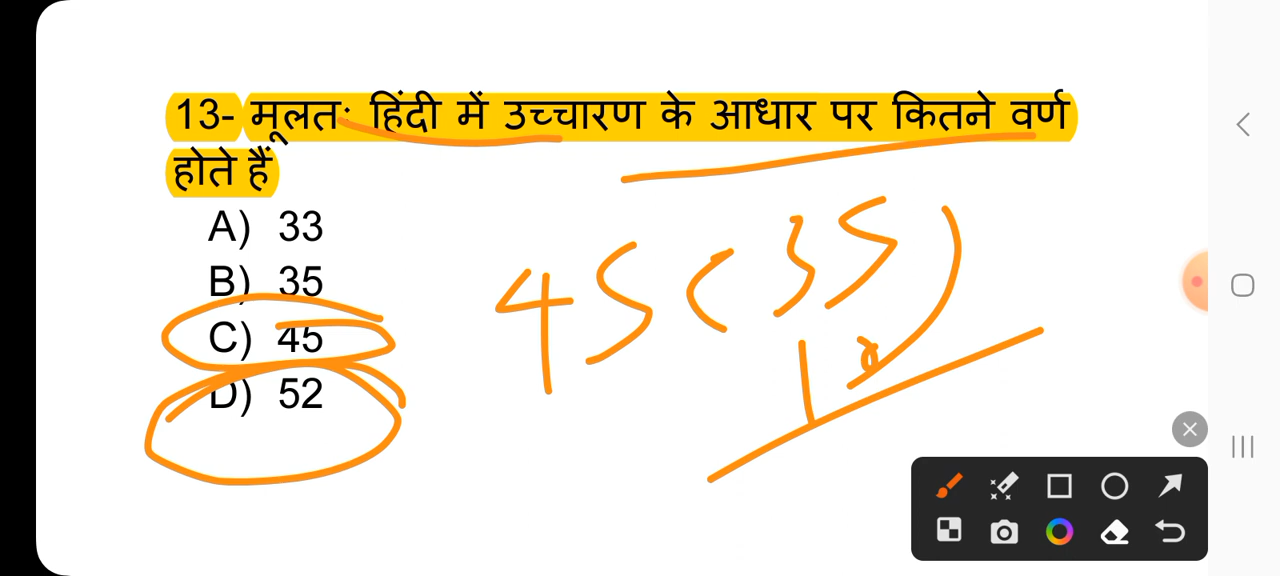 13- मूलतः हिंदी में उच्चारण के आधार पर कितने वर्ण
होते हैं
A) 33
B) 35
C) 45
D) 52
45 (35)
10